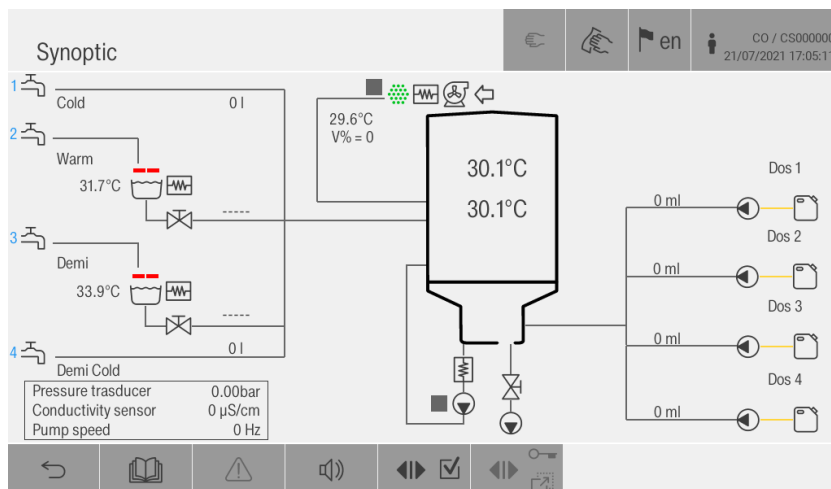 Synoptic
en
CO / CS000000
21/07/2021 17:05:1
1
Cold
0 l
2
Warm
31.7°C
-----
3
Demi
33.9°C
-----
4
0 l
Demi Cold
Pressure trasducer 0.00bar
Conductivity sensor 0 µS/cm
Pump speed 0 Hz
29.6°C
V% = 0
30.1°C
30.1°C
Dos 1
0 ml
Dos 2
0 ml
Dos 3
0 ml
Dos 4
0 ml